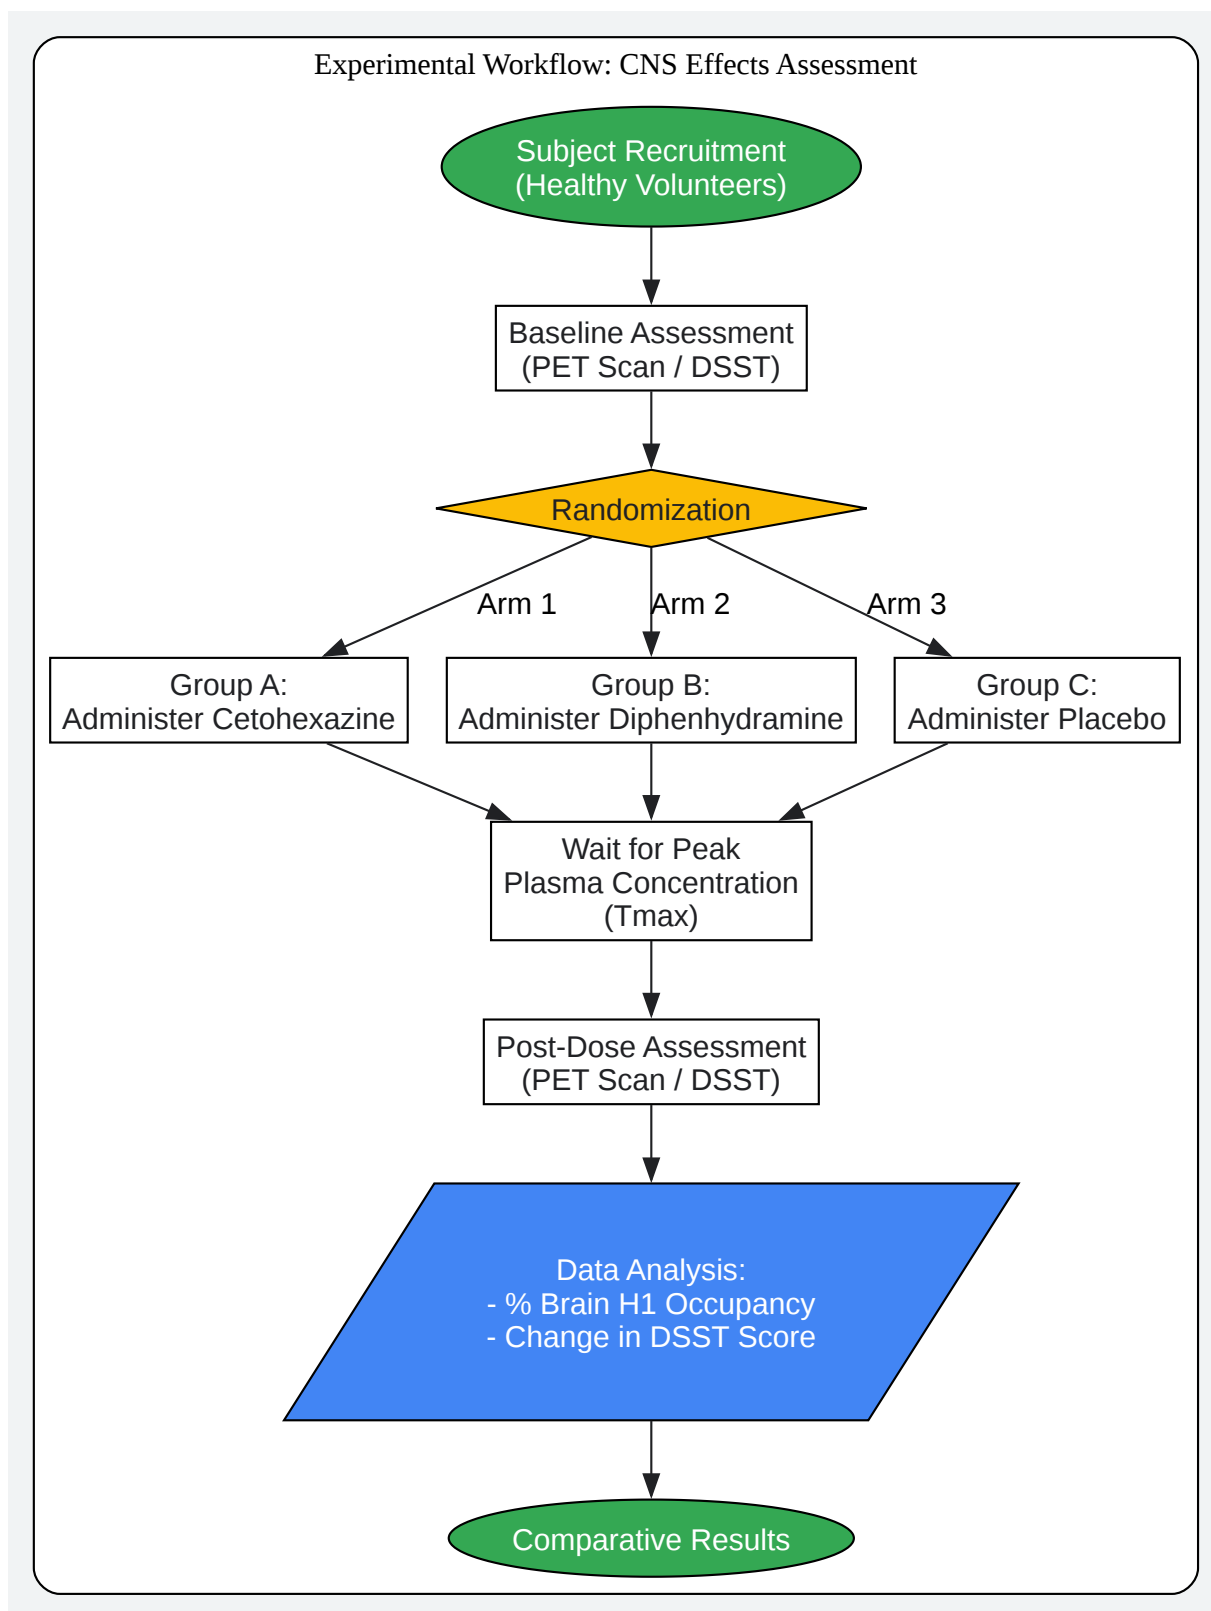 Experimental Workflow: CNS Effects Assessment
Subject Recruitment
(Healthy Volunteers)
Baseline Assessment
(PET Scan / DSST)
Randomization
Arm 1
Arm 2
Arm 3
Group A:
Administer Cetohexazine
Group B:
Administer Diphenhydramine
Group C:
Administer Placebo
Wait for Peak
Plasma Concentration
(Tmax)
Post-Dose Assessment
(PET Scan / DSST)
Data Analysis:
- % Brain H1 Occupancy
- Change in DSST Score
Comparative Results